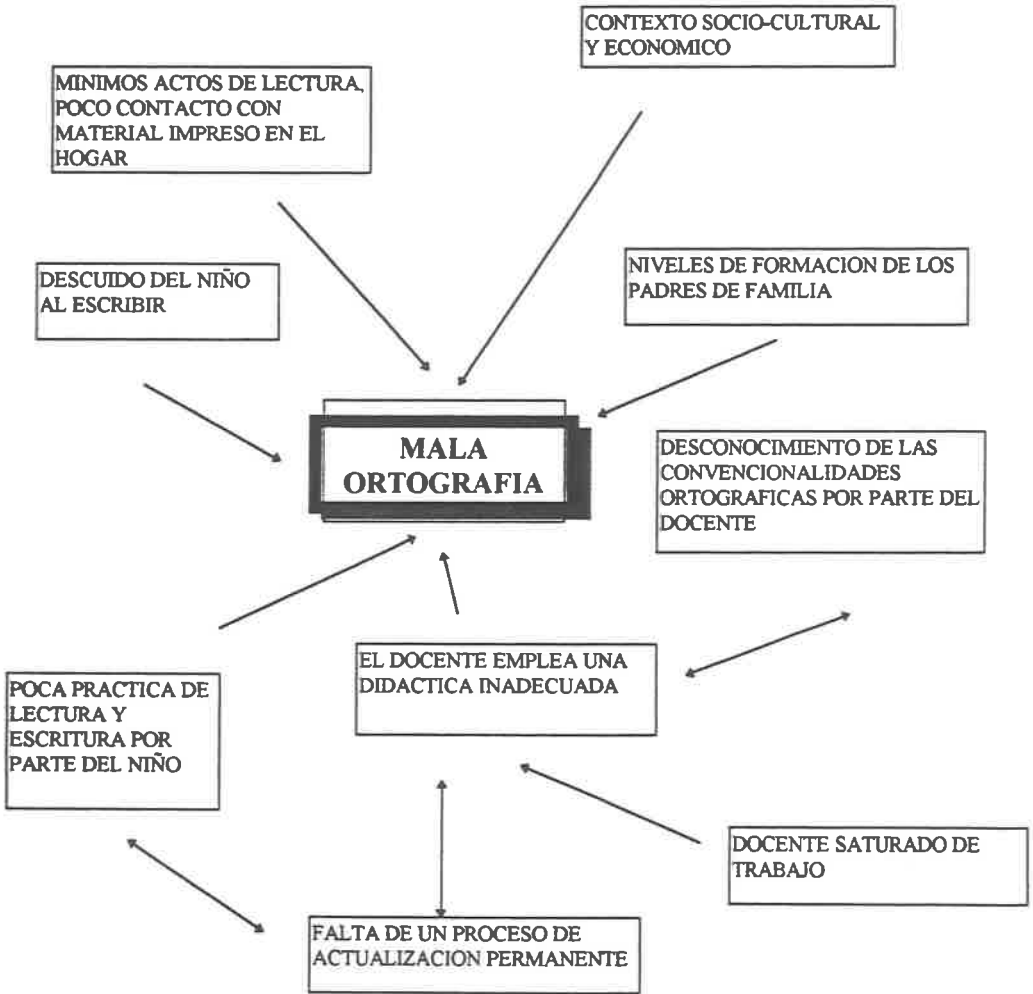 CONTEXTO SOCIO-CULTURAL
Y ECONOMICO
MINIMOS ACTOS DE LECTURA,
POCO CONTACTO CON
MATERIAL IMPRESO EN EL
HOGAR
DESCUIDO DEL NIÑO
AL ESCRIBIR
NIVELES DE FORMACION DE LOS
PADRES DE FAMILIA
MALA
ORTOGRAFIA
DESCONOCIMIENTO DE LAS
CONVENCIONALIDADES
ORTOGRAFICAS POR PARTE DEL
DOCENTE
EL DOCENTE EMPLEA UNA
DIDACTICA INADECUADA
POCA PRACTICA DE
LECTURA Y
ESCRITURA POR
PARTE DEL NIÑO
DOCENTE SATURADO DE
TRABAJO
FALTA DE UN PROCESO DE
ACTUALIZACION PERMANENTE